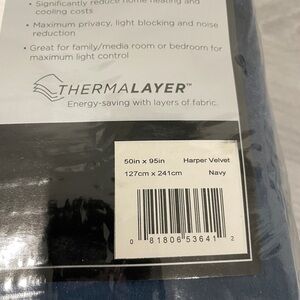 • Significantly reduce home heating and
cooling costs
• Maximum privacy, light blocking and noise
reduction
• Great for family/media room or bedroom for
maximum light control
THERMALAYER™
Energy-saving with layers of fabric.
50in x 95in Harper Velvet
127cm x 241cm Navy
0 81806 53641 2